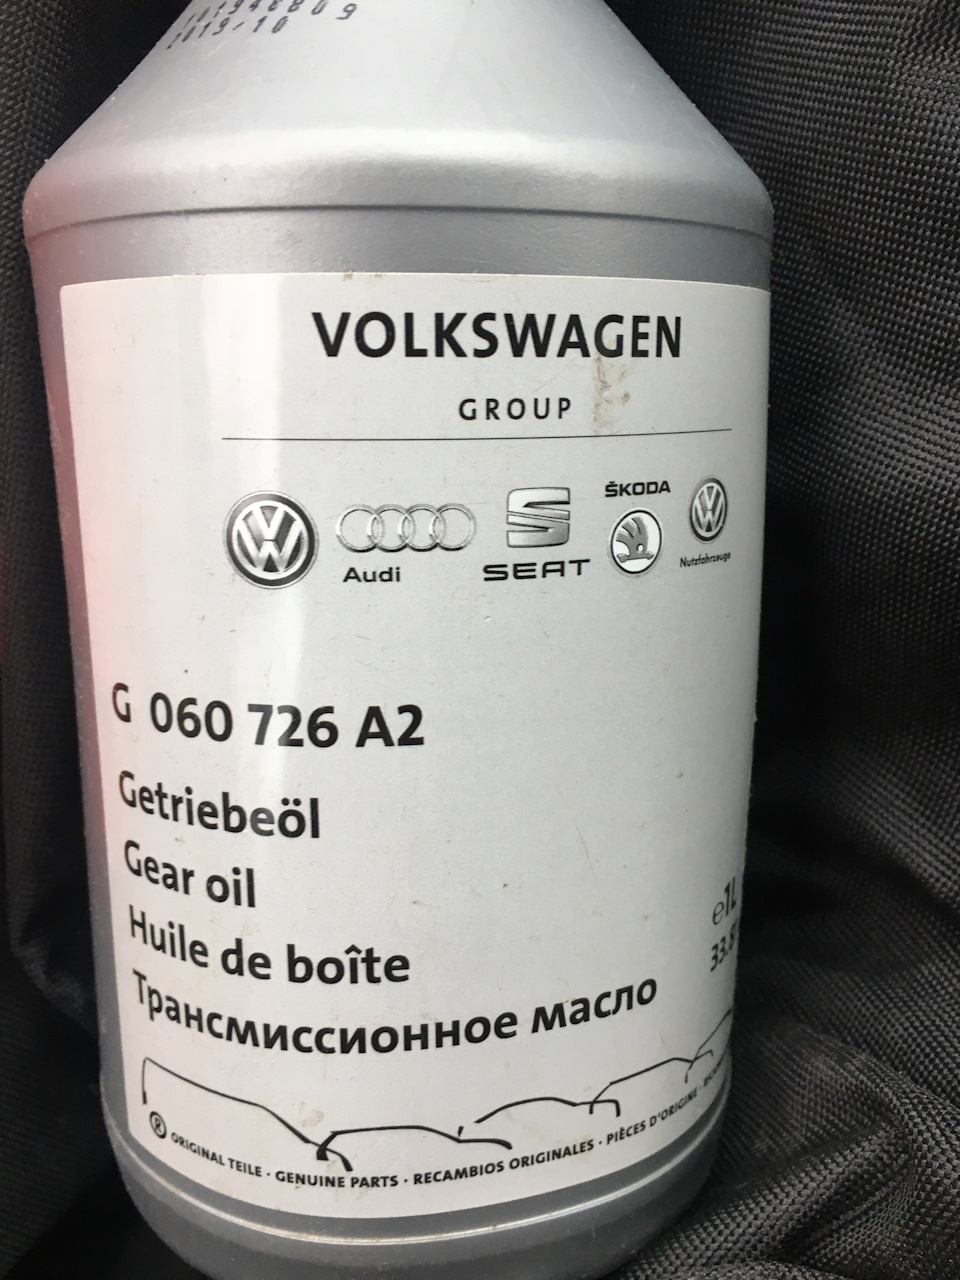 2019/10
VOLKSWAGEN
GROUP
Audi
SEAT
ŠKODA
Nutzfahrzeuge
G 060 726 A2
Getriebeöl
Gear oil
Huile de boîte
Трансмиссионное масло
e1L
® ORIGINAL TEILE · GENUINE PARTS · RECAMBIOS ORIGINALES · PIÈCES D'ORIGINE ·